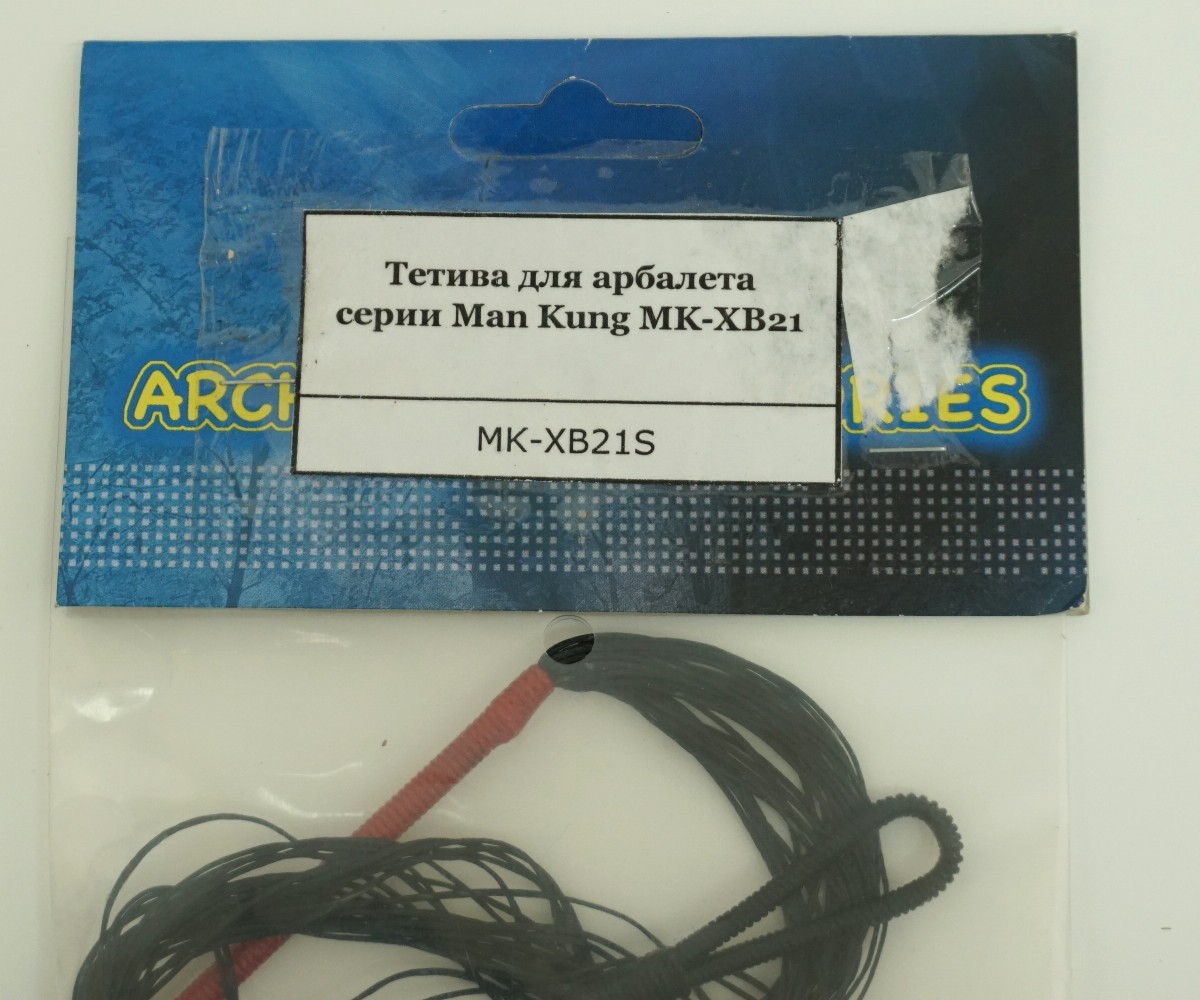 Тетива для арбалета
серии Man Kung MK-XB21
MK-XB21S